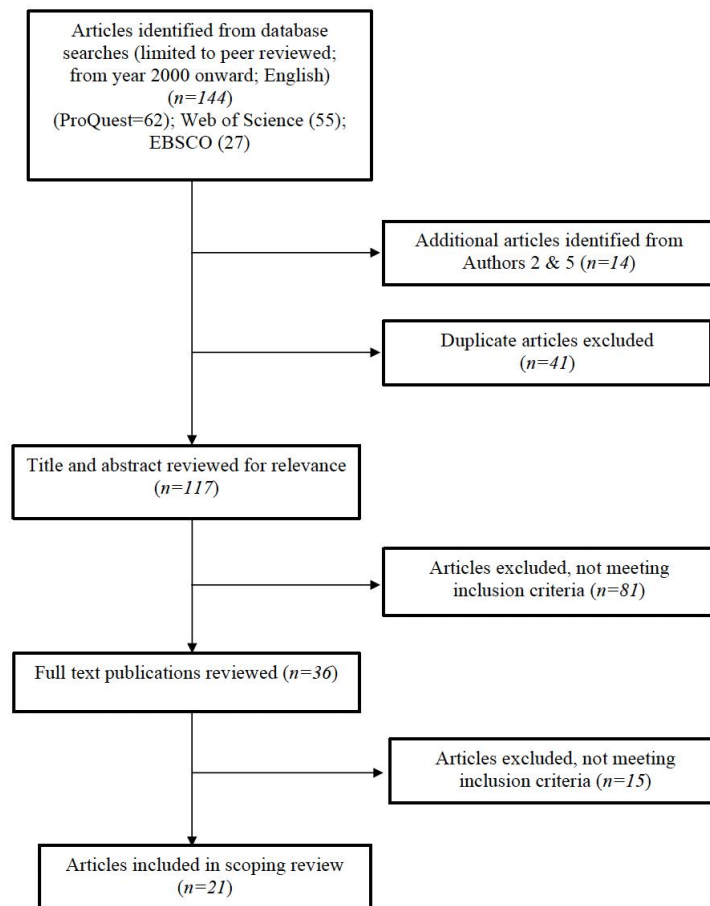 Articles identified from database
searches (limited to peer reviewed;
from year 2000 onward; English)
(n=144)
(ProQuest=62); Web of Science (55);
EBSCO (27)
Additional articles identified from
Authors 2 & 5 (n=14)
Duplicate articles excluded
(n=41)
Title and abstract reviewed for relevance
(n=117)
Articles excluded, not meeting
inclusion criteria (n=81)
Full text publications reviewed (n=36)
Articles excluded, not meeting
inclusion criteria (n=15)
Articles included in scoping review
(n=21)